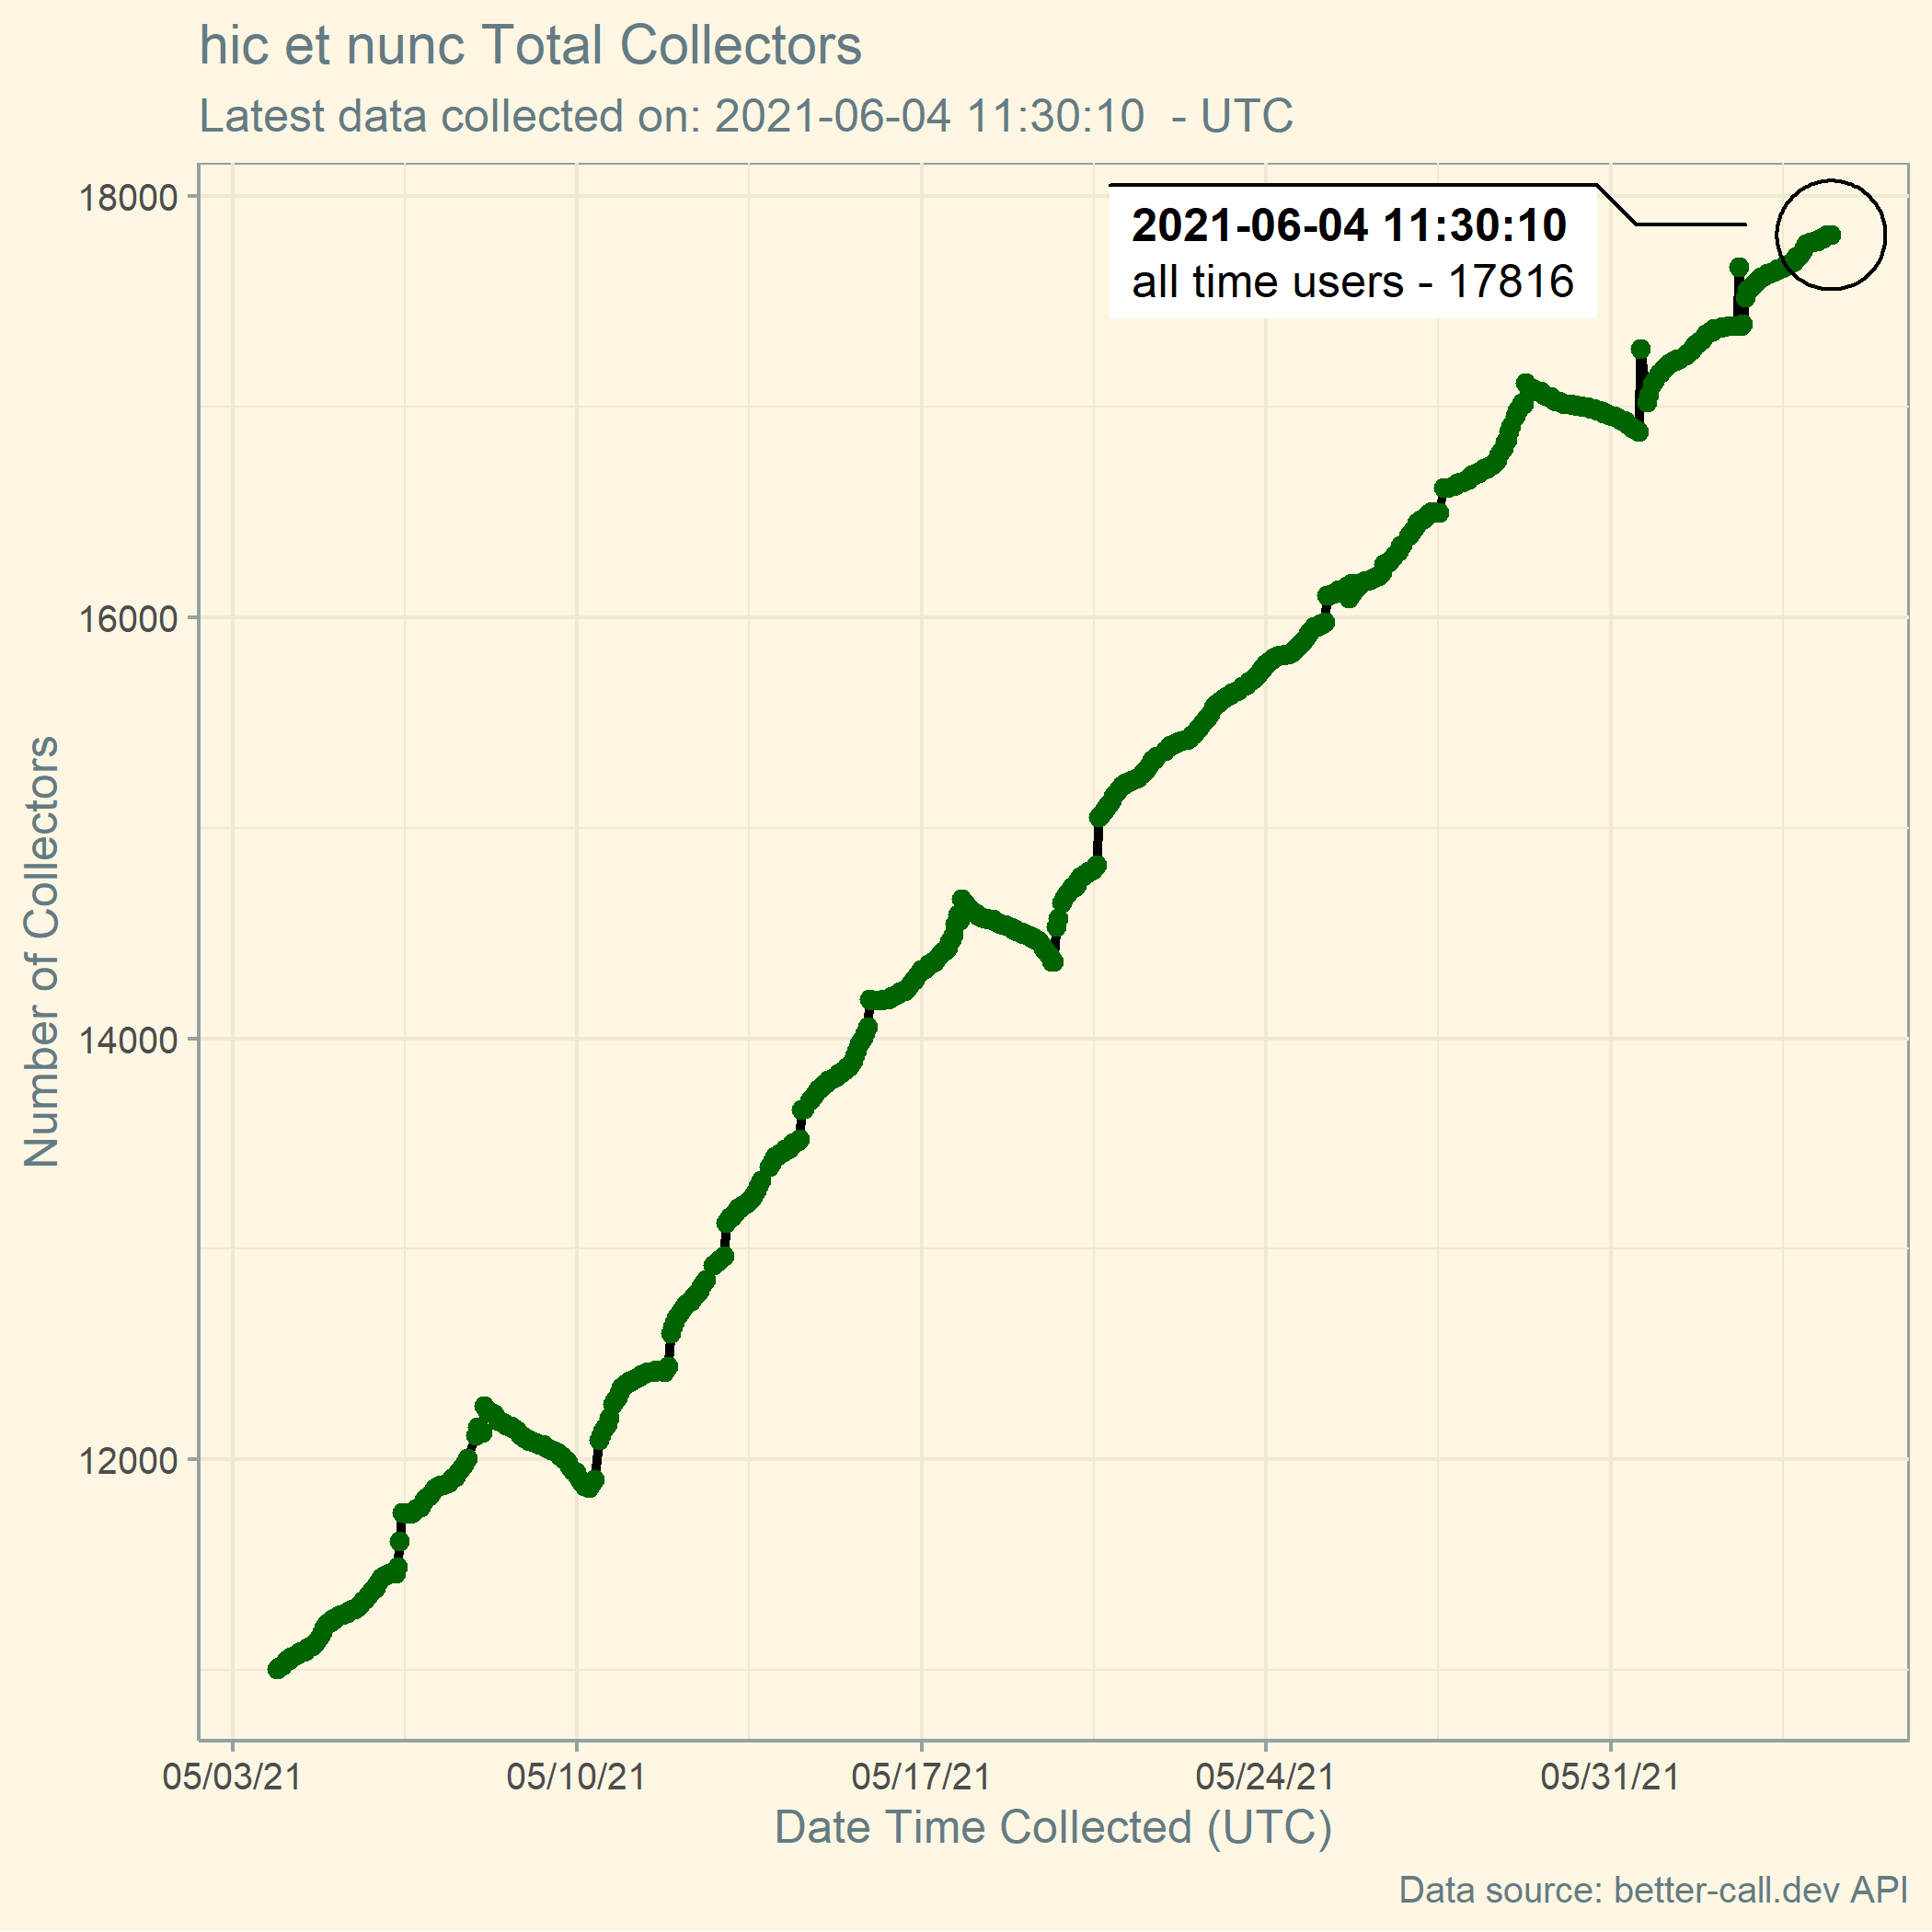 hic et nunc Total Collectors
Latest data collected on: 2021-06-04 11:30:10  - UTC
2021-06-04 11:30:10
all time users - 17816
Number of Collectors
18000
16000
14000
12000
05/03/21
05/10/21
05/17/21
05/24/21
05/31/21
Date Time Collected (UTC)
Data source: better-call.dev API